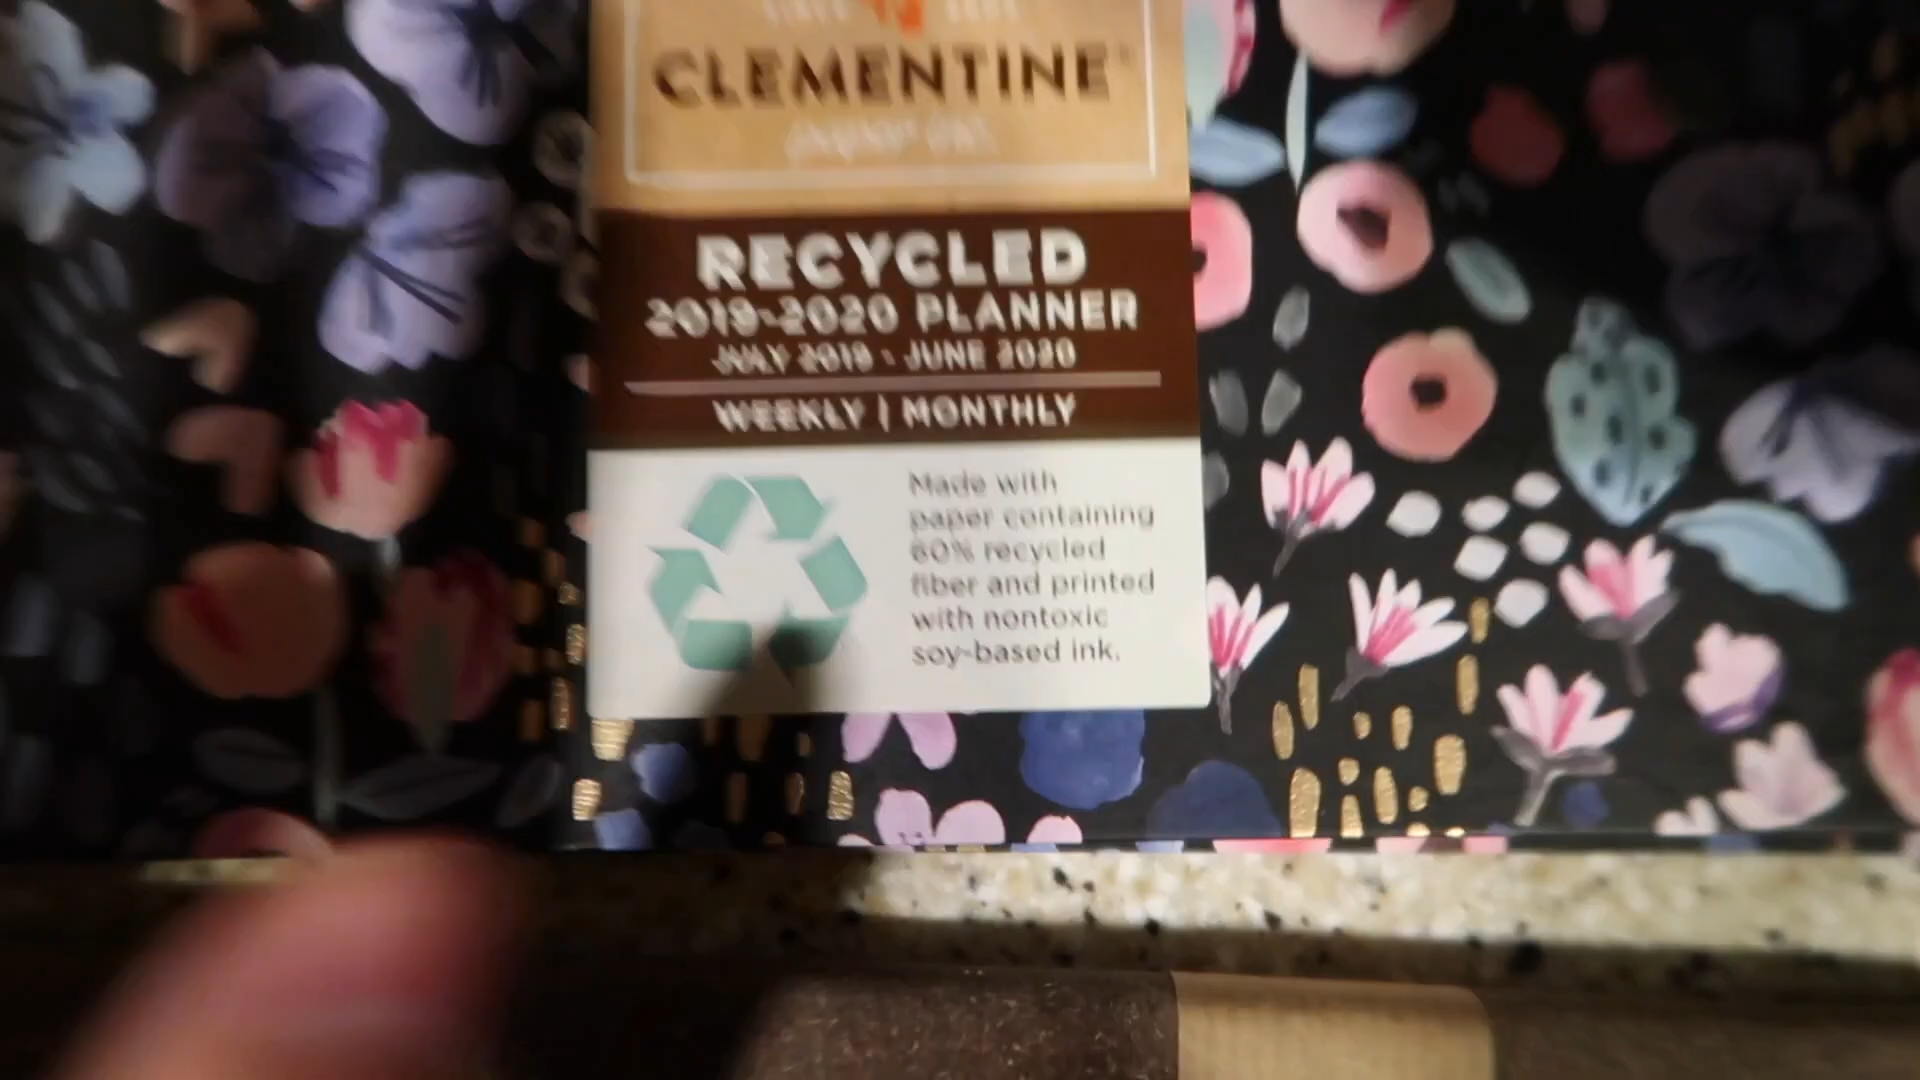 CLEMENTINE
RECYCLED
2019-2020 PLANNER
JULY 2019 - JUNE 2020
WEEKLY | MONTHLY
Made with
paper containing
60% recycled
fiber and printed
with nontoxic
soy-based ink.